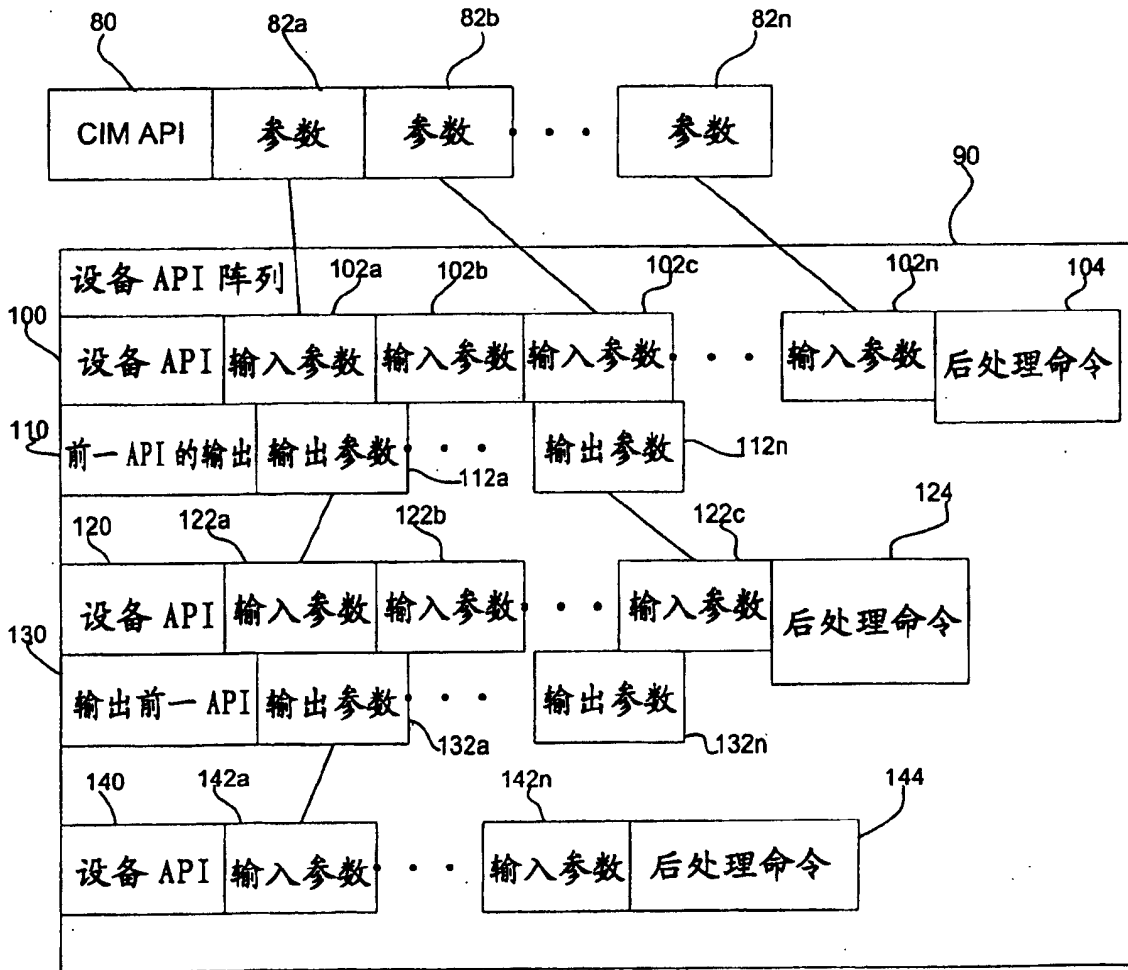 80 82a 82b 82n
CIM API 参数 参数 · · · 参数
90
设备 API 阵列 102a 102b 102c 102n 104
100
设备 API 输入参数 输入参数 输入参数 · · · 输入参数 后处理命令
110
前一 API 的输出 输出参数 · · · 输出参数 112n
112a
120 122a 122b 122c 124
设备 API 输入参数 输入参数 · · · 输入参数 后处理命令
130
输出前一 API 输出参数 · · · 输出参数
132a 132n
140 142a 142n 144
设备 API 输入参数 · · · 输入参数 后处理命令